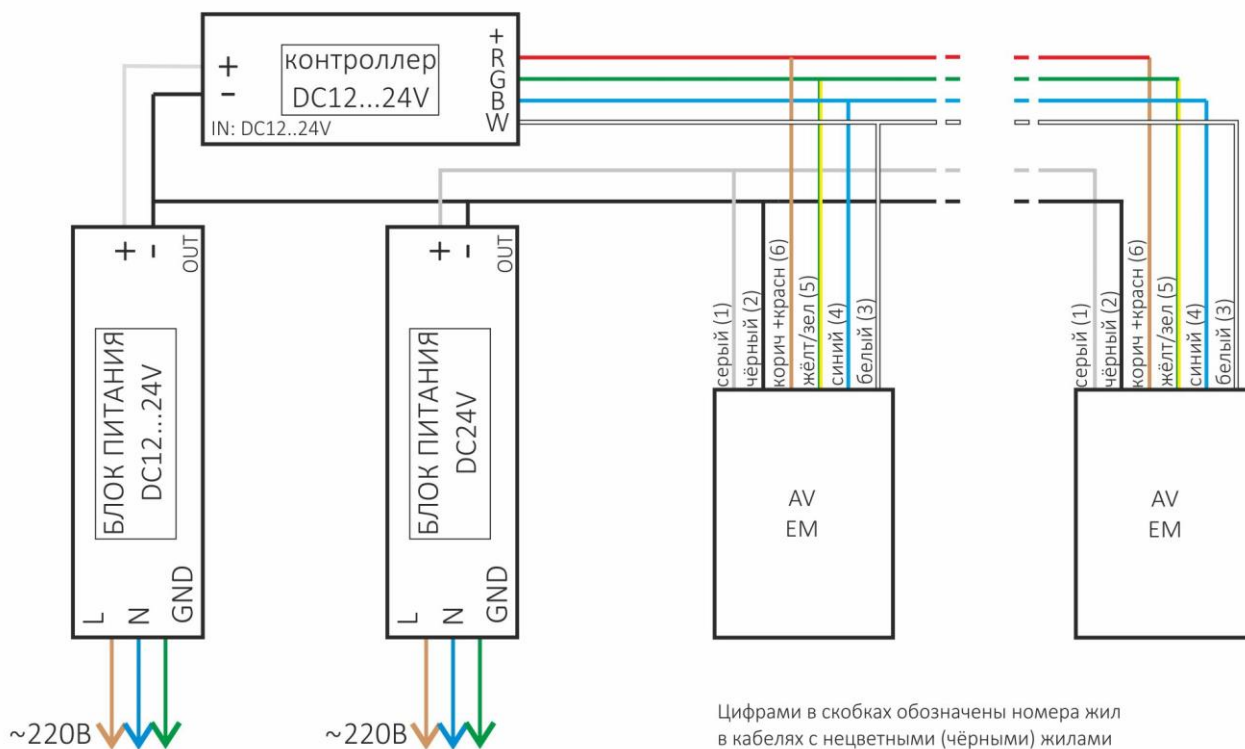 контроллер
DC12...24V
IN: DC12..24V
+
-
+
R
G
B
W
+
-
OUT
БЛОК ПИТАНИЯ
DC12...24V
L
N
GND
~220В
+
-
OUT
БЛОК ПИТАНИЯ
DC24V
L
N
GND
~220В
серый (1)
чёрный (2)
корич +красн (6)
жёлт/зел (5)
синий (4)
белый (3)
AV
EM
серый (1)
чёрный (2)
корич +красн (6)
жёлт/зел (5)
синий (4)
белый (3)
AV
EM
Цифрами в скобках обозначены номера жил
в кабелях с нецветными (чёрными) жилами